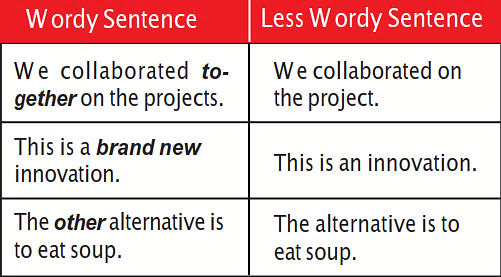 Wordy Sentence
Less Wordy Sentence
We collaborated to-
gether on the projects.
We collaborated on
the project.
This is a brand new
innovation.
This is an innovation.
The other alternative is
to eat soup.
The alternative is to
eat soup.